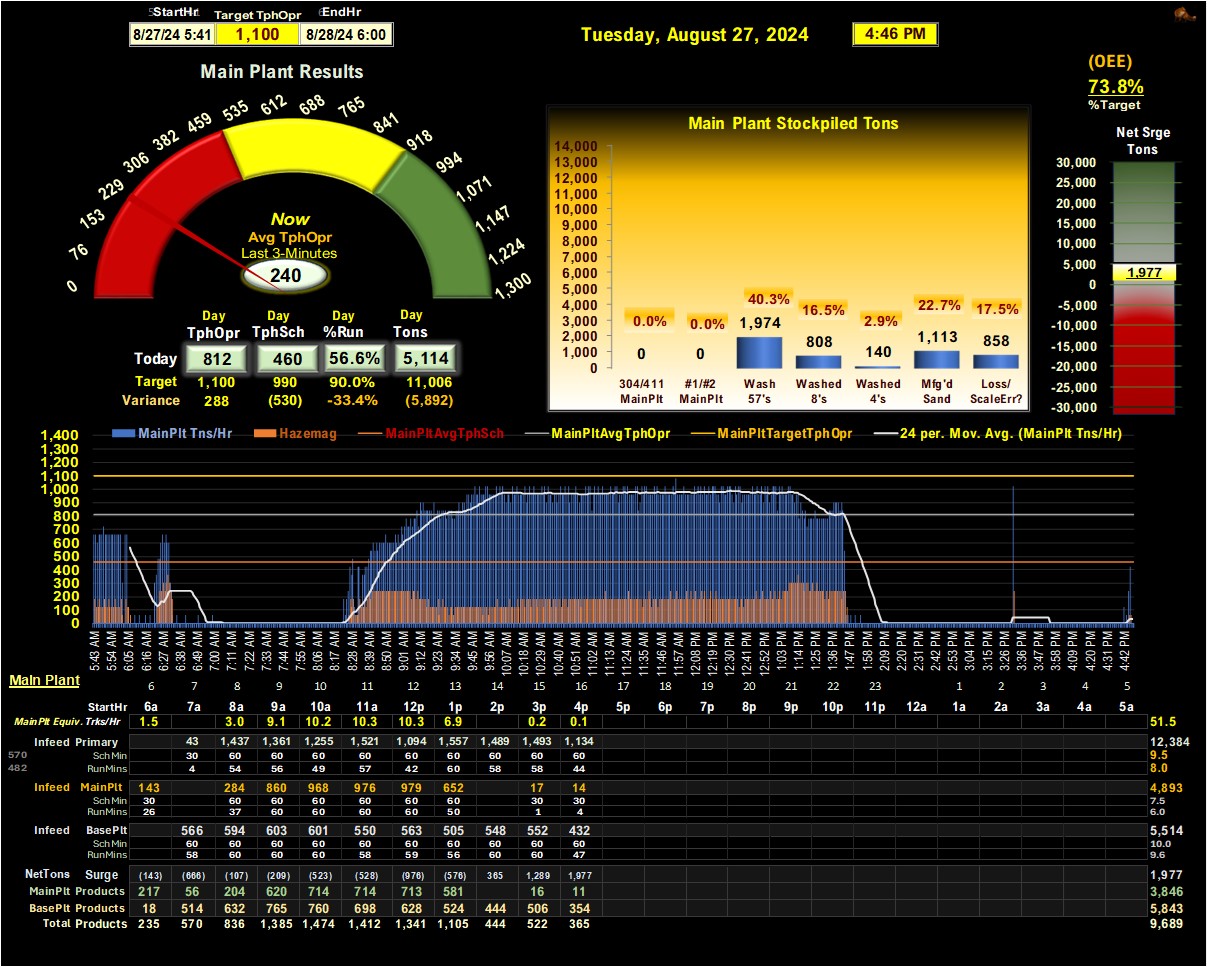 StartHr Target TphOpr EndHr
8/27/24 5:41 1,100 8/28/24 6:00
Tuesday, August 27, 2024 4:46 PM
(OEE)
73.8%
%Target
Main Plant Results
0 76 153 229 306 382 459 535 612 688 765 841 918 994 1,071 1,147 1,224 1,300
Now
Avg TphOpr
Last 3-Minutes
240
Day Day Day Day
TphOpr TphSch %Run Tons
Today 812 460 56.6% 5,114
Target 1,100 990 90.0% 11,006
Variance 288 (530) -33.4% (5,892)
Main Plant Stockpiled Tons
14,000
13,000
12,000
11,000
10,000
9,000
8,000
7,000
6,000
5,000
4,000
3,000
2,000
1,000
0
0.0% 0.0% 40.3% 16.5% 2.9% 22.7% 17.5%
0 0 1,974 808 140 1,113 858
304/411 #1/#2 Wash Washed Washed Mfg'd Loss/
MainPlt MainPlt 57's 8's 4's Sand ScaleErr?
Net Srge
Tons
30,000
25,000
20,000
15,000
10,000
5,000
0
-5,000
-10,000
-15,000
-20,000
-25,000
-30,000
1,977
MainPlt Tns/Hr Hazemag MainPltAvgTphSch MainPltAvgTphOpr MainPltTargetTphOpr 24 per. Mov. Avg. (MainPlt Tns/Hr)
1,400
1,300
1,200
1,100
1,000
900
800
700
600
500
400
300
200
100
0
5:43 AM 5:54 AM 6:05 AM 6:16 AM 6:27 AM 6:38 AM 6:49 AM 7:00 AM 7:11 AM 7:22 AM 7:33 AM 7:44 AM 7:55 AM 8:06 AM 8:17 AM 8:28 AM 8:39 AM 8:50 AM 9:01 AM 9:12 AM 9:23 AM 9:34 AM 9:45 AM 9:56 AM 10:07 AM 10:18 AM 10:29 AM 10:40 AM 10:51 AM 11:02 AM 11:13 AM 11:24 AM 11:35 AM 11:46 AM 11:57 AM 12:08 PM 12:19 PM 12:30 PM 12:41 PM 12:52 PM 1:03 PM 1:14 PM 1:25 PM 1:36 PM 1:47 PM 1:58 PM 2:09 PM 2:20 PM 2:31 PM 2:42 PM 2:53 PM 3:04 PM 3:15 PM 3:26 PM 3:36 PM 3:47 PM 3:58 PM 4:09 PM 4:20 PM 4:31 PM 4:42 PM
Main Plant 6 7 8 9 10 11 12 13 14 15 16 17 18 19 20 21 22 23 1 2 3 4 5
StartHr 6a 7a 8a 9a 10a 11a 12p 1p 2p 3p 4p 5p 6p 7p 8p 9p 10p 11p 12a 1a 2a 3a 4a 5a
MainPlt Equiv. Trks/Hr 1.5 3.0 9.1 10.2 10.3 10.3 6.9 0.2 0.1 51.5
Infeed Primary 43 1,437 1,361 1,255 1,521 1,094 1,557 1,489 1,493 1,134 12,384
570 Sch Min 30 60 60 60 60 60 60 60 60 60 9.5
482 RunMins 4 54 56 49 57 42 60 58 58 44 8.0
Infeed MainPlt 143 284 860 968 976 979 652 17 14 4,893
Sch Min 30 60 60 60 60 60 60 30 30 7.5
RunMins 26 37 60 60 60 60 50 1 4 6.0
Infeed BasePlt 566 594 603 601 550 563 505 548 552 432 5,514
Sch Min 60 60 60 60 60 60 60 60 60 60 10.0
RunMins 58 60 60 60 58 59 56 60 60 47 9.6
NetTons Surge (143) (666) (107) (209) (523) (528) (976) (576) 365 1,289 1,977 1,977
MainPlt Products 217 56 204 620 714 714 713 581 16 11 3,846
BasePlt Products 18 514 632 765 760 698 628 524 444 506 354 5,843
Total Products 235 570 836 1,385 1,474 1,412 1,341 1,105 444 522 365 9,689